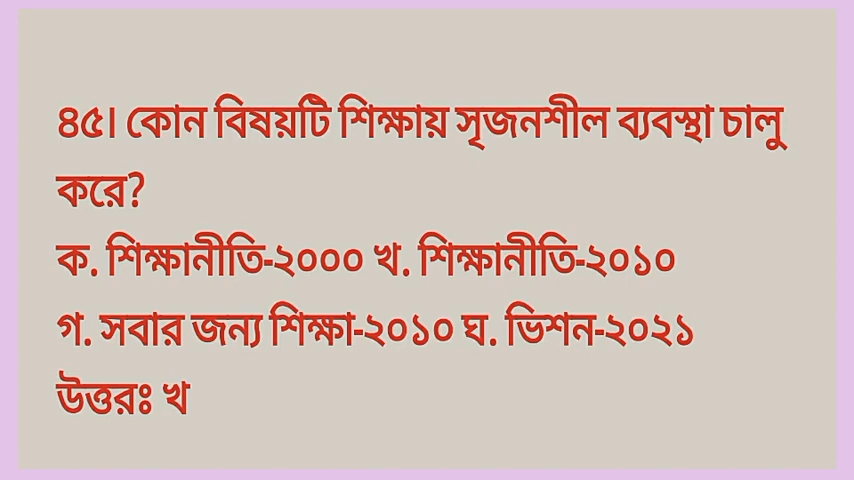 ৪৫। কোন বিষয়টি শিক্ষায় সৃজনশীল ব্যবস্থা চালু
করে?
ক. শিক্ষানীতি-২০০০ খ. শিক্ষানীতি-২০১০
গ. সবার জন্য শিক্ষা-২০১০ ঘ. ভিশন-২০২১
উত্তরঃ খ